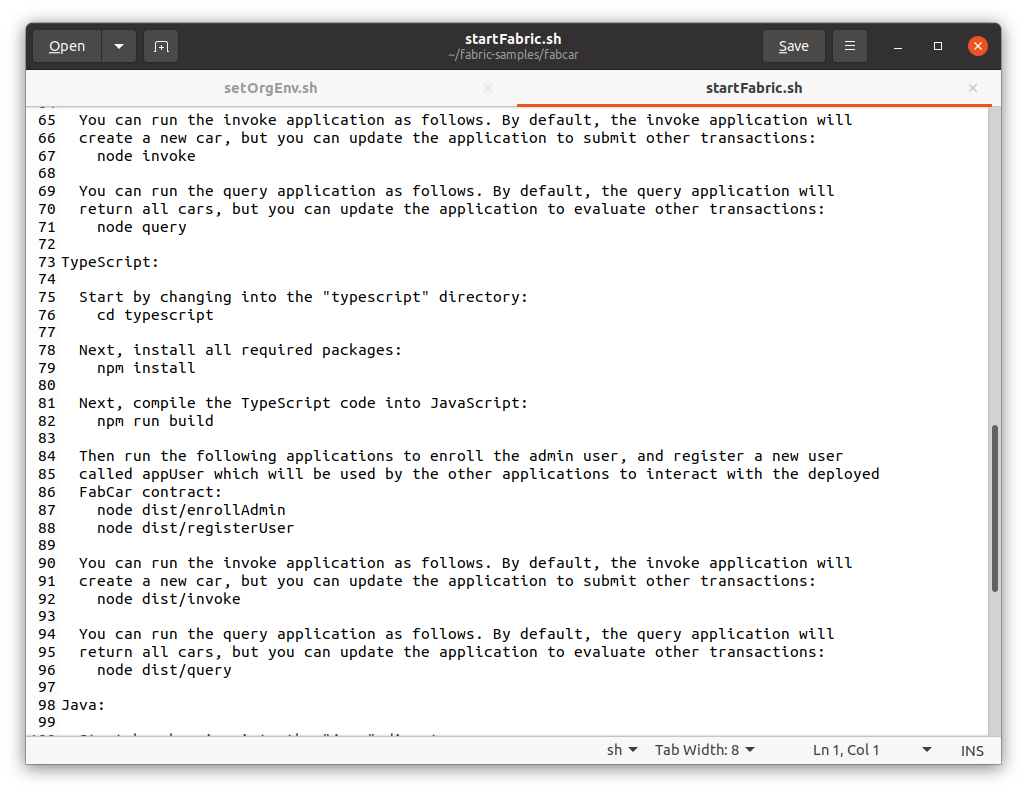 Open
startFabric.sh
~/fabric-samples/fabcar
Save
setOrgEnv.sh
startFabric.sh
65 You can run the invoke application as follows. By default, the invoke application will
66 create a new car, but you can update the application to submit other transactions:
67 node invoke
68
69 You can run the query application as follows. By default, the query application will
70 return all cars, but you can update the application to evaluate other transactions:
71 node query
72
73 TypeScript:
74
75 Start by changing into the "typescript" directory:
76 cd typescript
77
78 Next, install all required packages:
79 npm install
80
81 Next, compile the TypeScript code into JavaScript:
82 npm run build
83
84 Then run the following applications to enroll the admin user, and register a new user
85 called appUser which will be used by the other applications to interact with the deployed
86 FabCar contract:
87 node dist/enrollAdmin
88 node dist/registerUser
89
90 You can run the invoke application as follows. By default, the invoke application will
91 create a new car, but you can update the application to submit other transactions:
92 node dist/invoke
93
94 You can run the query application as follows. By default, the query application will
95 return all cars, but you can update the application to evaluate other transactions:
96 node dist/query
97
98 Java:
99
sh Tab Width: 8 Ln 1, Col 1 INS